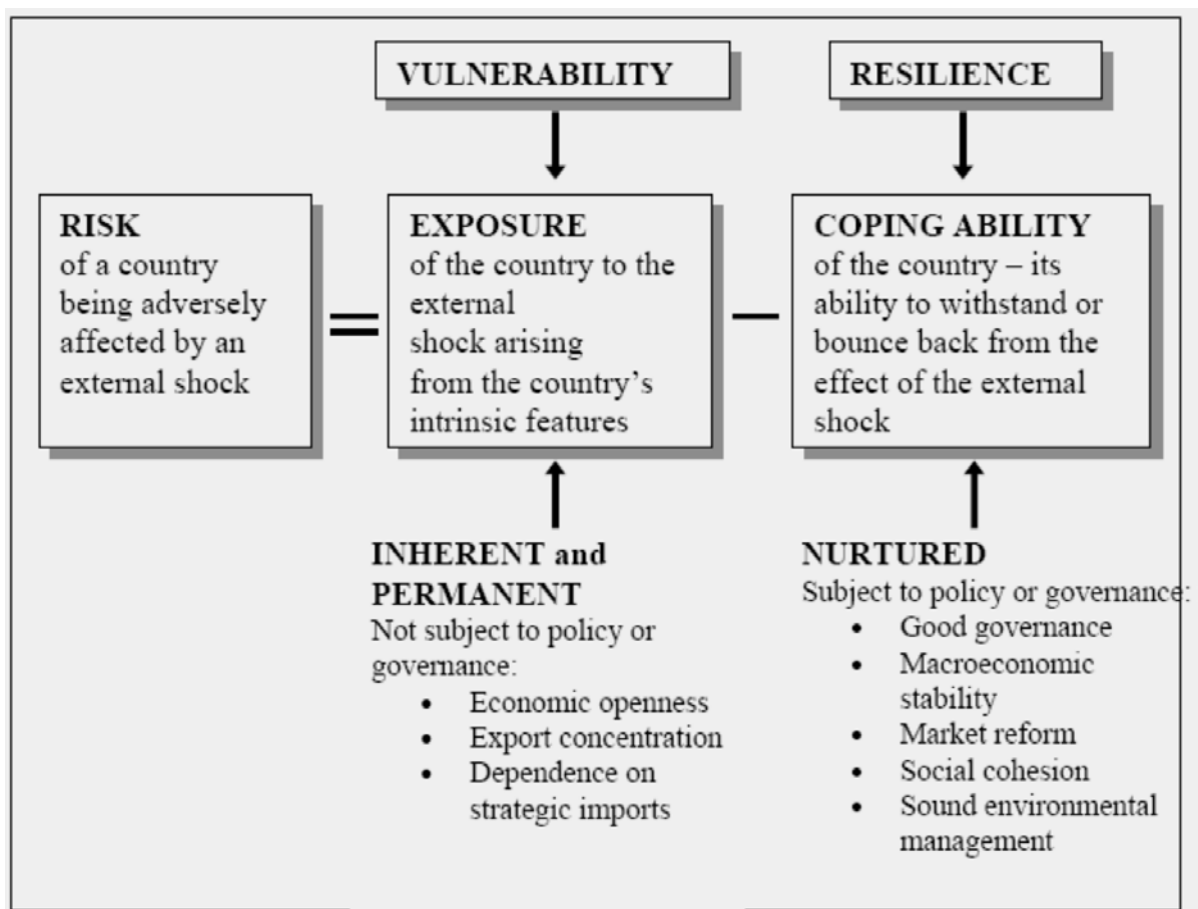 VULNERABILITY
RESILIENCE
RISK
of a country
being adversely
affected by an
external shock
EXPOSURE
of the country to the
external
shock arising
from the country’s
intrinsic features
COPING ABILITY
of the country – its
ability to withstand or
bounce back from the
effect of the external
shock
INHERENT and
PERMANENT
Not subject to policy or
governance:
• Economic openness
• Export concentration
• Dependence on
strategic imports
NURTURED
Subject to policy or governance:
• Good governance
• Macroeconomic
stability
• Market reform
• Social cohesion
• Sound environmental
management